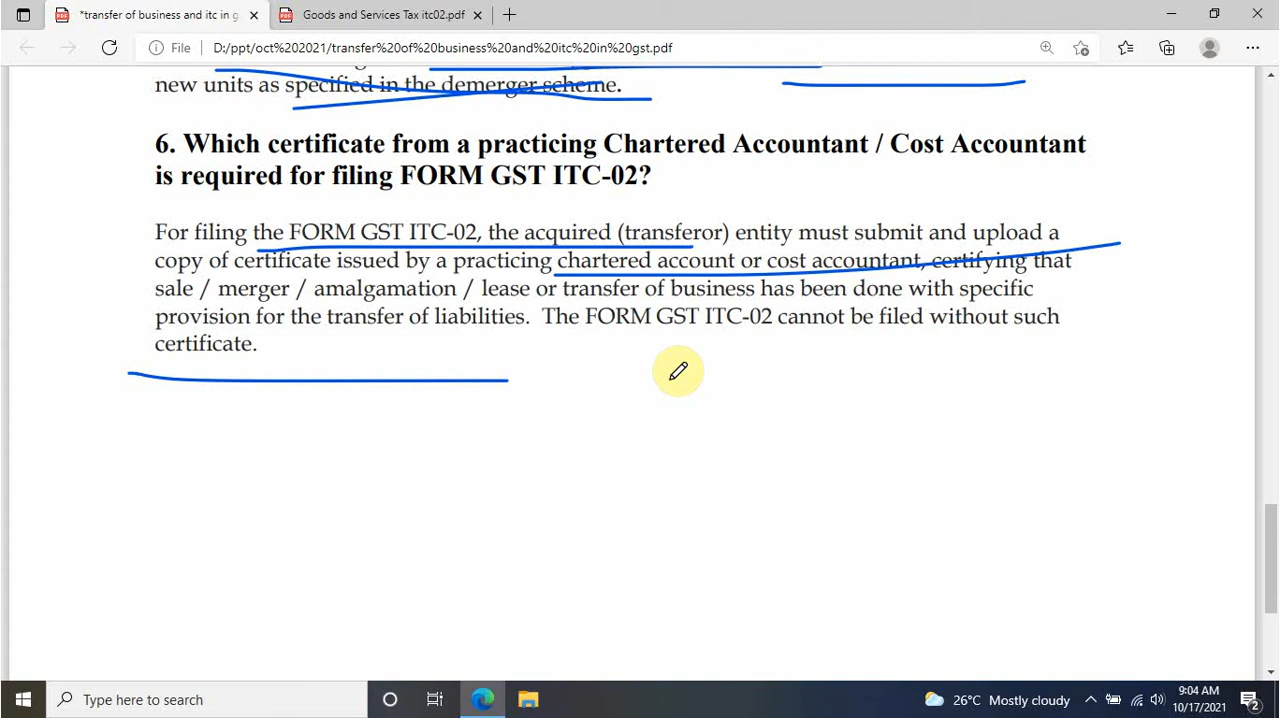 *transfer of business and itc in g
Goods and Services Tax itc02.pdf
File
D:/ppt/oct%202021/transfer%20of%20business%20and%20itc%20in%20gst.pdf
new units as specified in the demerger scheme.
6. Which certificate from a practicing Chartered Accountant / Cost Accountant
is required for filing FORM GST ITC-02?
For filing the FORM GST ITC-02, the acquired (transferor) entity must submit and upload a
copy of certificate issued by a practicing chartered account or cost accountant, certifying that
sale / merger / amalgamation / lease or transfer of business has been done with specific
provision for the transfer of liabilities. The FORM GST ITC-02 cannot be filed without such
certificate.
Type here to search
26°C Mostly cloudy
9:04 AM
10/17/2021
2